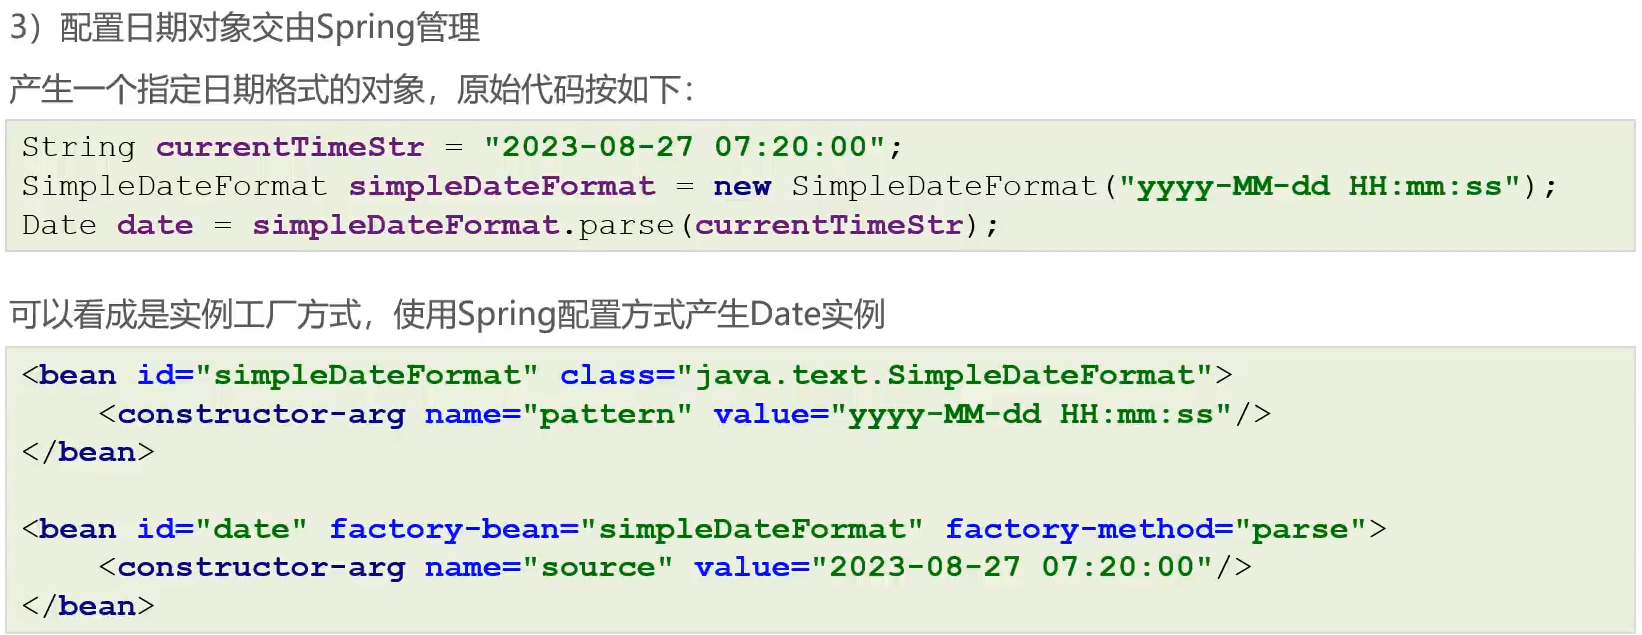 3）配置日期对象交由Spring管理
产生一个指定日期格式的对象，原始代码按如下：
String currentTimeStr = "2023-08-27 07:20:00";
SimpleDateFormat simpleDateFormat = new SimpleDateFormat("yyyy-MM-dd HH:mm:ss");
Date date = simpleDateFormat.parse(currentTimeStr);
可以看成是实例工厂方式，使用Spring配置方式产生Date实例
<bean id="simpleDateFormat" class="java.text.SimpleDateFormat">
    <constructor-arg name="pattern" value="yyyy-MM-dd HH:mm:ss"/>
</bean>
<bean id="date" factory-bean="simpleDateFormat" factory-method="parse">
    <constructor-arg name="source" value="2023-08-27 07:20:00"/>
</bean>